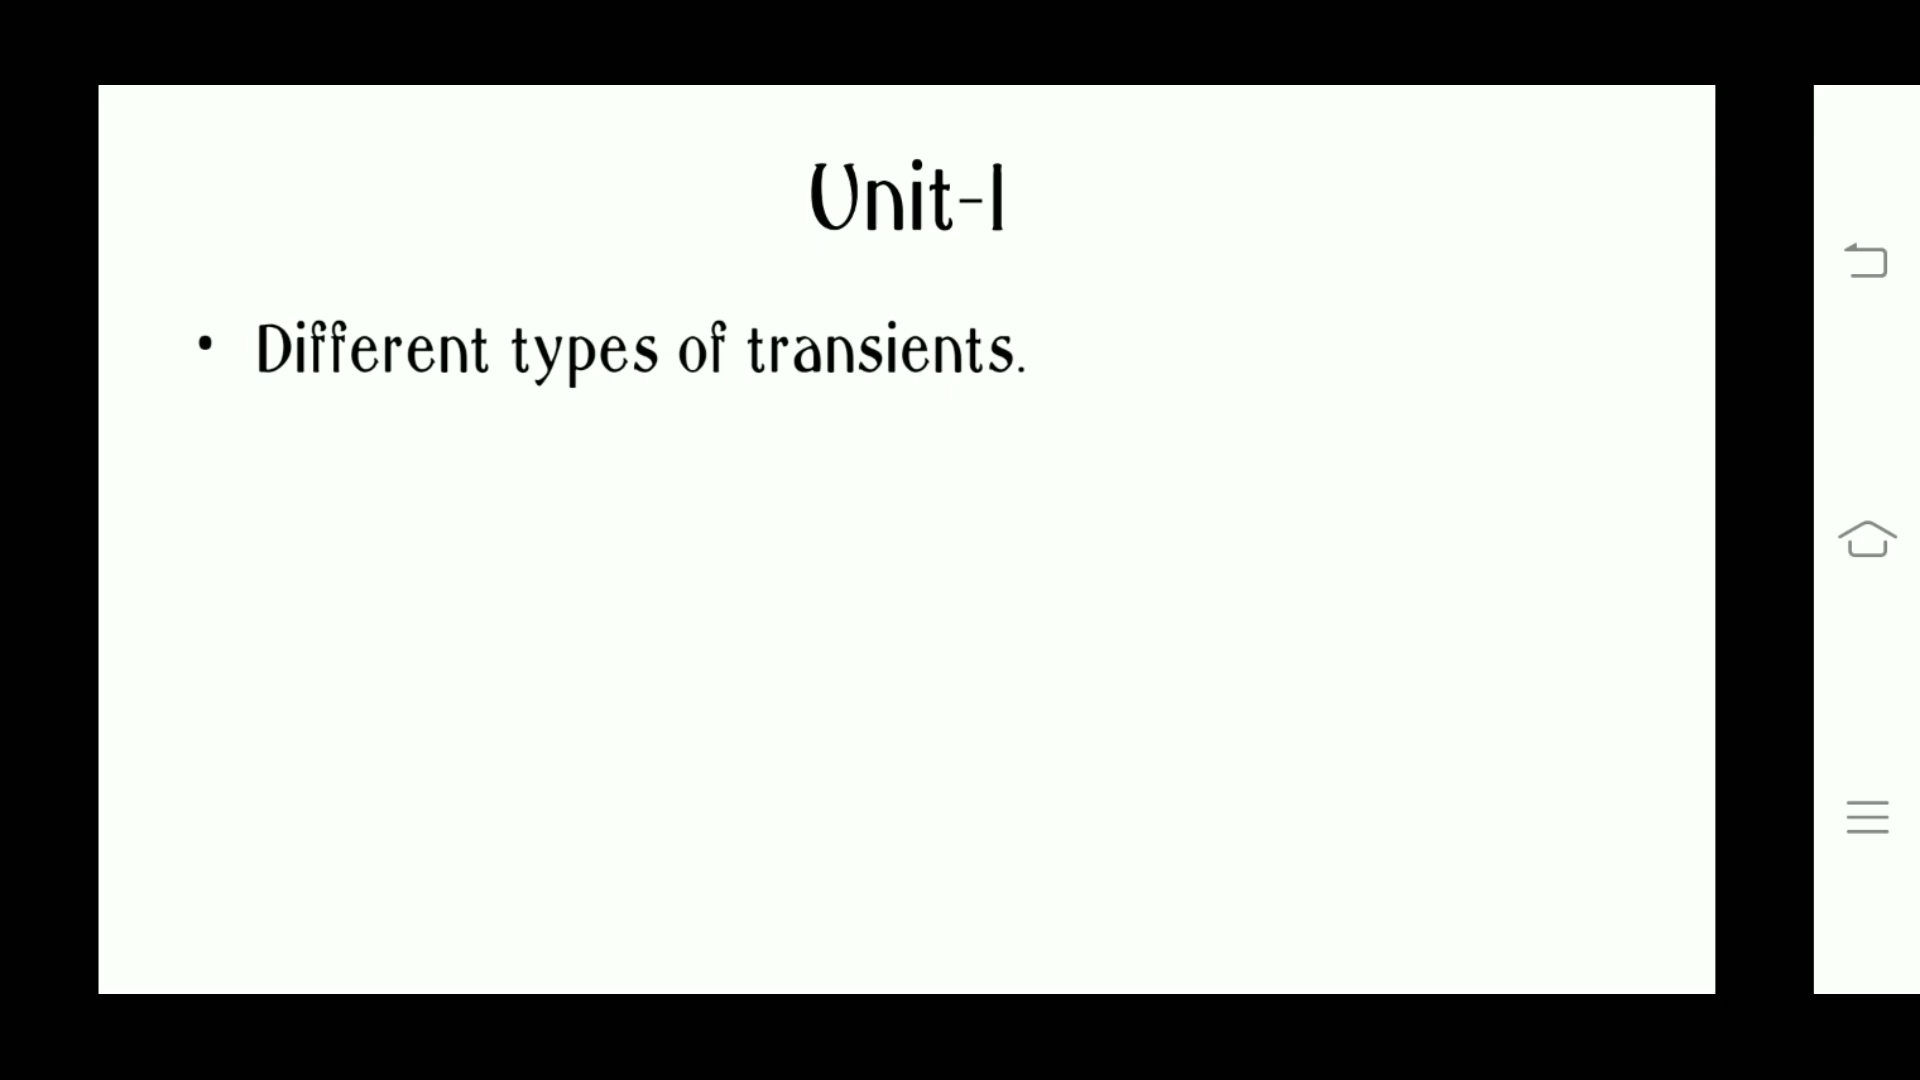 Unit-I
• Different types of transients.